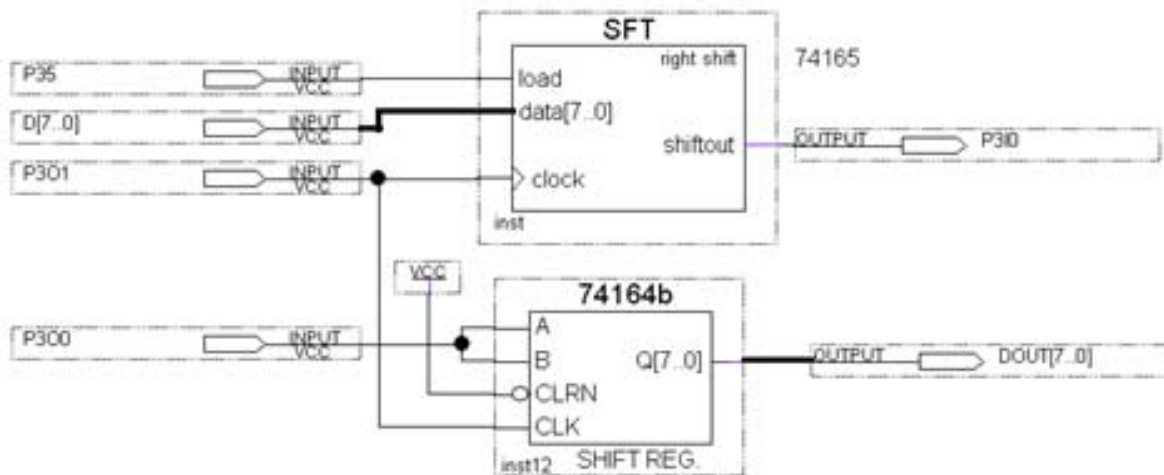 SFT
right shift
74165
P35
INPUT
VCC
load
D[7..0]
INPUT
VCC
data[7..0]
shiftout
OUTPUT
P3I0
P3O1
INPUT
VCC
clock
inst
VCC
74164b
P3O0
INPUT
VCC
A
B
Q[7..0]
OUTPUT
DOUT[7..0]
CLRN
CLK
inst12
SHIFT REG.